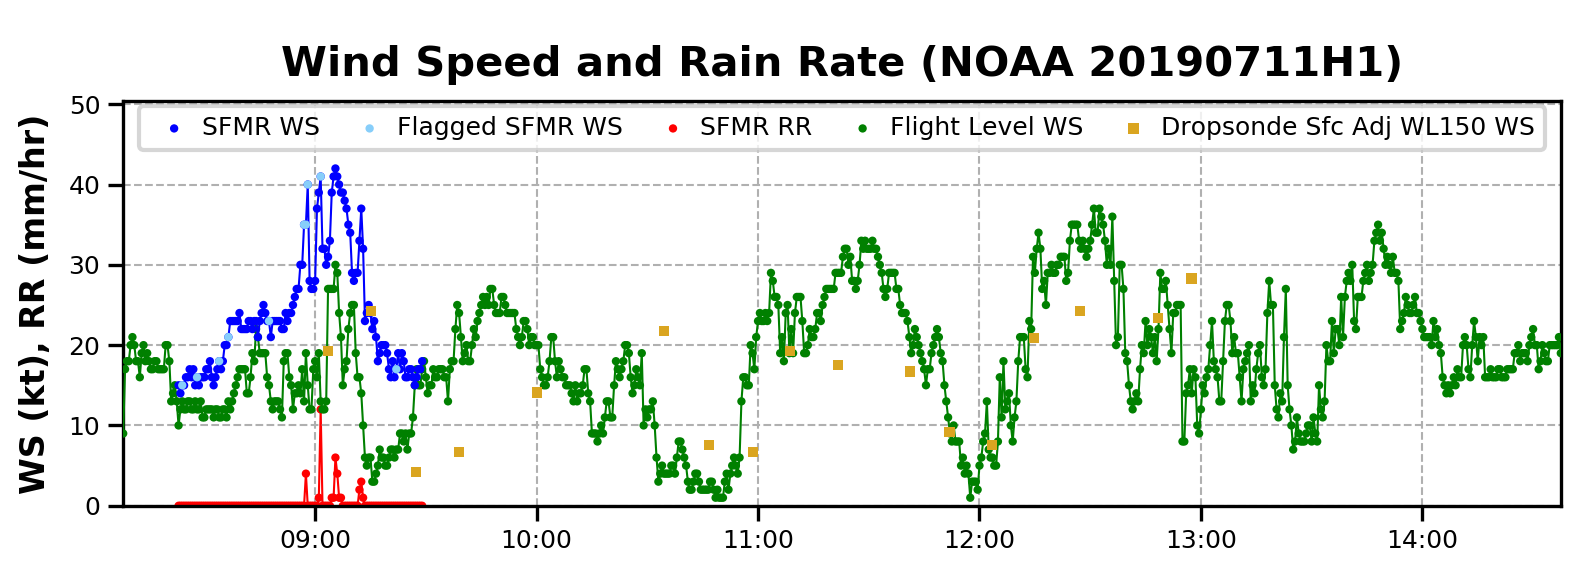 Wind Speed and Rain Rate (NOAA 20190711H1)
WS (kt), RR (mm/hr)
50
40
30
20
10
0
SFMR WS
Flagged SFMR WS
SFMR RR
Flight Level WS
Dropsonde Sfc Adj WL150 WS
09:00
10:00
11:00
12:00
13:00
14:00